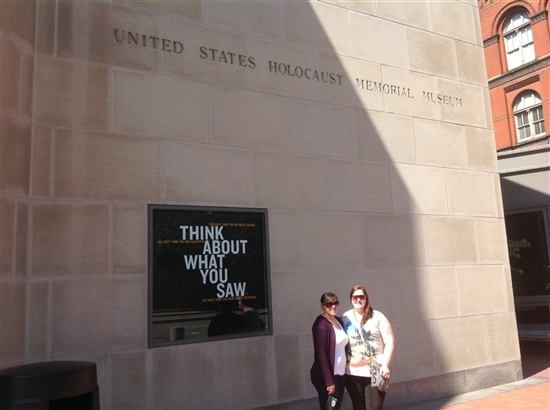 UNITED STATES HOLOCAUST MEMORIAL MUSEUM
THINK
ABOUT
WHAT
YOU
SAW